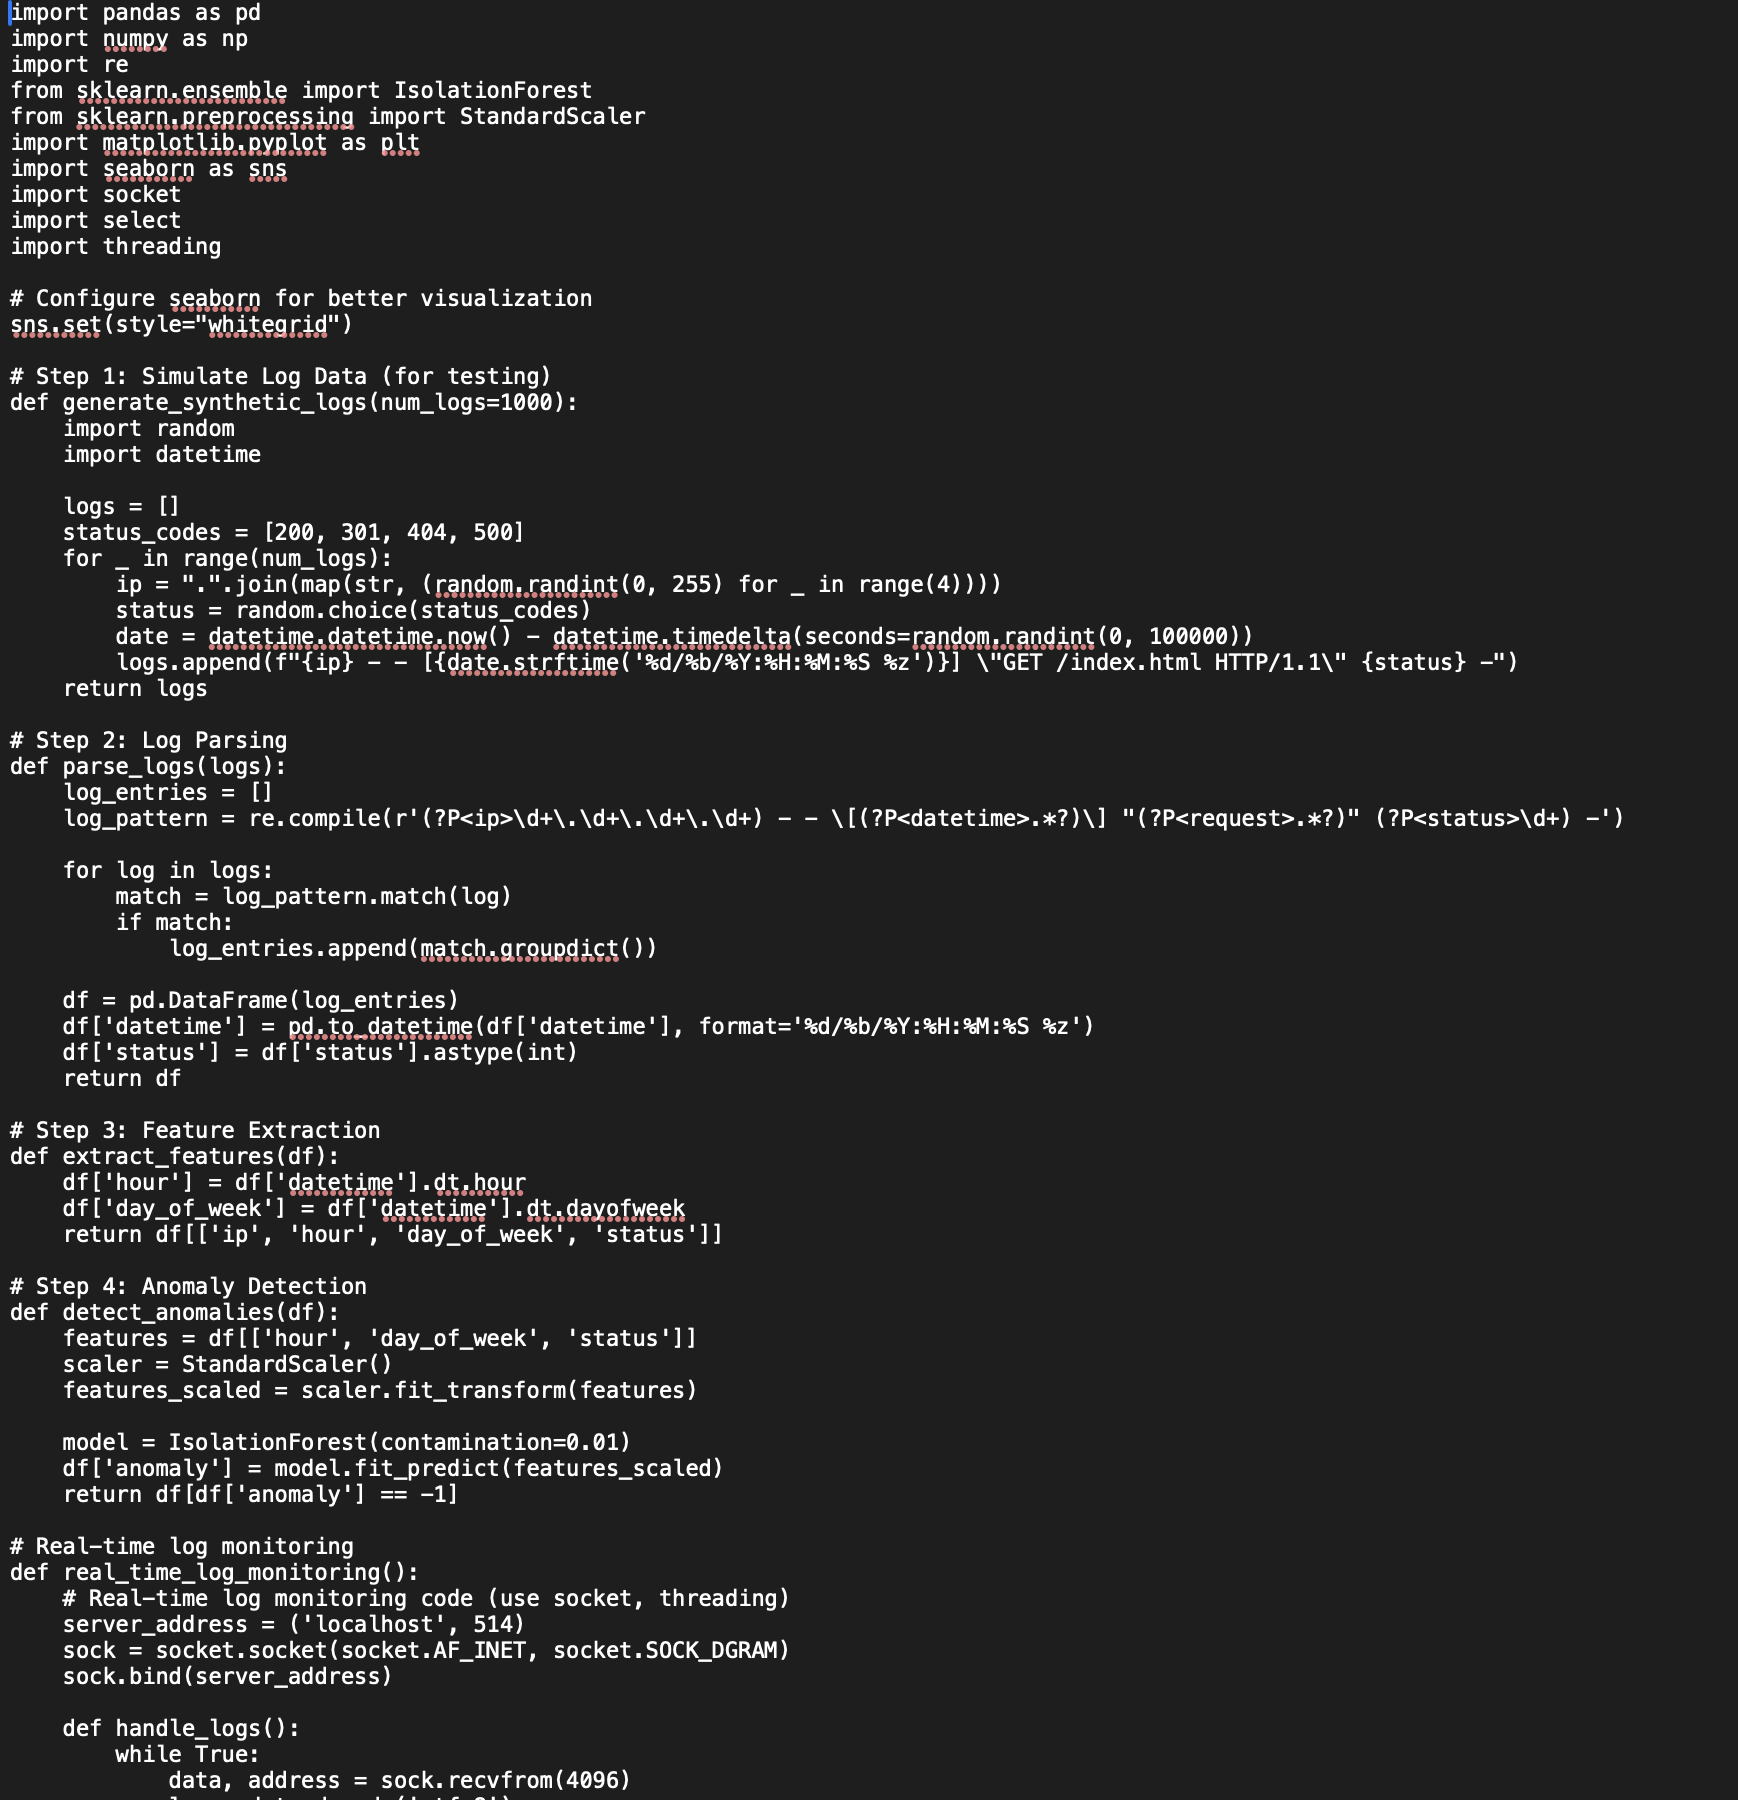 import pandas as pd
import numpy as np
import re
from sklearn.ensemble import IsolationForest
from sklearn.preprocessing import StandardScaler
import matplotlib.pyplot as plt
import seaborn as sns
import socket
import select
import threading

# Configure seaborn for better visualization
sns.set(style="whitegrid")

# Step 1: Simulate Log Data (for testing)
def generate_synthetic_logs(num_logs=1000):
    import random
    import datetime

    logs = []
    status_codes = [200, 301, 404, 500]
    for _ in range(num_logs):
        ip = ".".join(map(str, (random.randint(0, 255) for _ in range(4))))
        status = random.choice(status_codes)
        date = datetime.datetime.now() - datetime.timedelta(seconds=random.randint(0, 100000))
        logs.append(f"{ip} - - [{date.strftime('%d/%b/%Y:%H:%M:%S %z')}] \"GET /index.html HTTP/1.1\" {status} -")
    return logs

# Step 2: Log Parsing
def parse_logs(logs):
    log_entries = []
    log_pattern = re.compile(r'(?P<ip>\d+\.\d+\.\d+\.\d+) - - \[(?P<datetime>.*?)\] "(?P<request>.*?)" (?P<status>\d+) -')

    for log in logs:
        match = log_pattern.match(log)
        if match:
            log_entries.append(match.groupdict())

    df = pd.DataFrame(log_entries)
    df['datetime'] = pd.to_datetime(df['datetime'], format='%d/%b/%Y:%H:%M:%S %z')
    df['status'] = df['status'].astype(int)
    return df

# Step 3: Feature Extraction
def extract_features(df):
    df['hour'] = df['datetime'].dt.hour
    df['day_of_week'] = df['datetime'].dt.dayofweek
    return df[['ip', 'hour', 'day_of_week', 'status']]

# Step 4: Anomaly Detection
def detect_anomalies(df):
    features = df[['hour', 'day_of_week', 'status']]
    scaler = StandardScaler()
    features_scaled = scaler.fit_transform(features)

    model = IsolationForest(contamination=0.01)
    df['anomaly'] = model.fit_predict(features_scaled)
    return df[df['anomaly'] == -1]

# Real-time log monitoring
def real_time_log_monitoring():
    # Real-time log monitoring code (use socket, threading)
    server_address = ('localhost', 514)
    sock = socket.socket(socket.AF_INET, socket.SOCK_DGRAM)
    sock.bind(server_address)

    def handle_logs():
        while True:
            data, address = sock.recvfrom(4096)